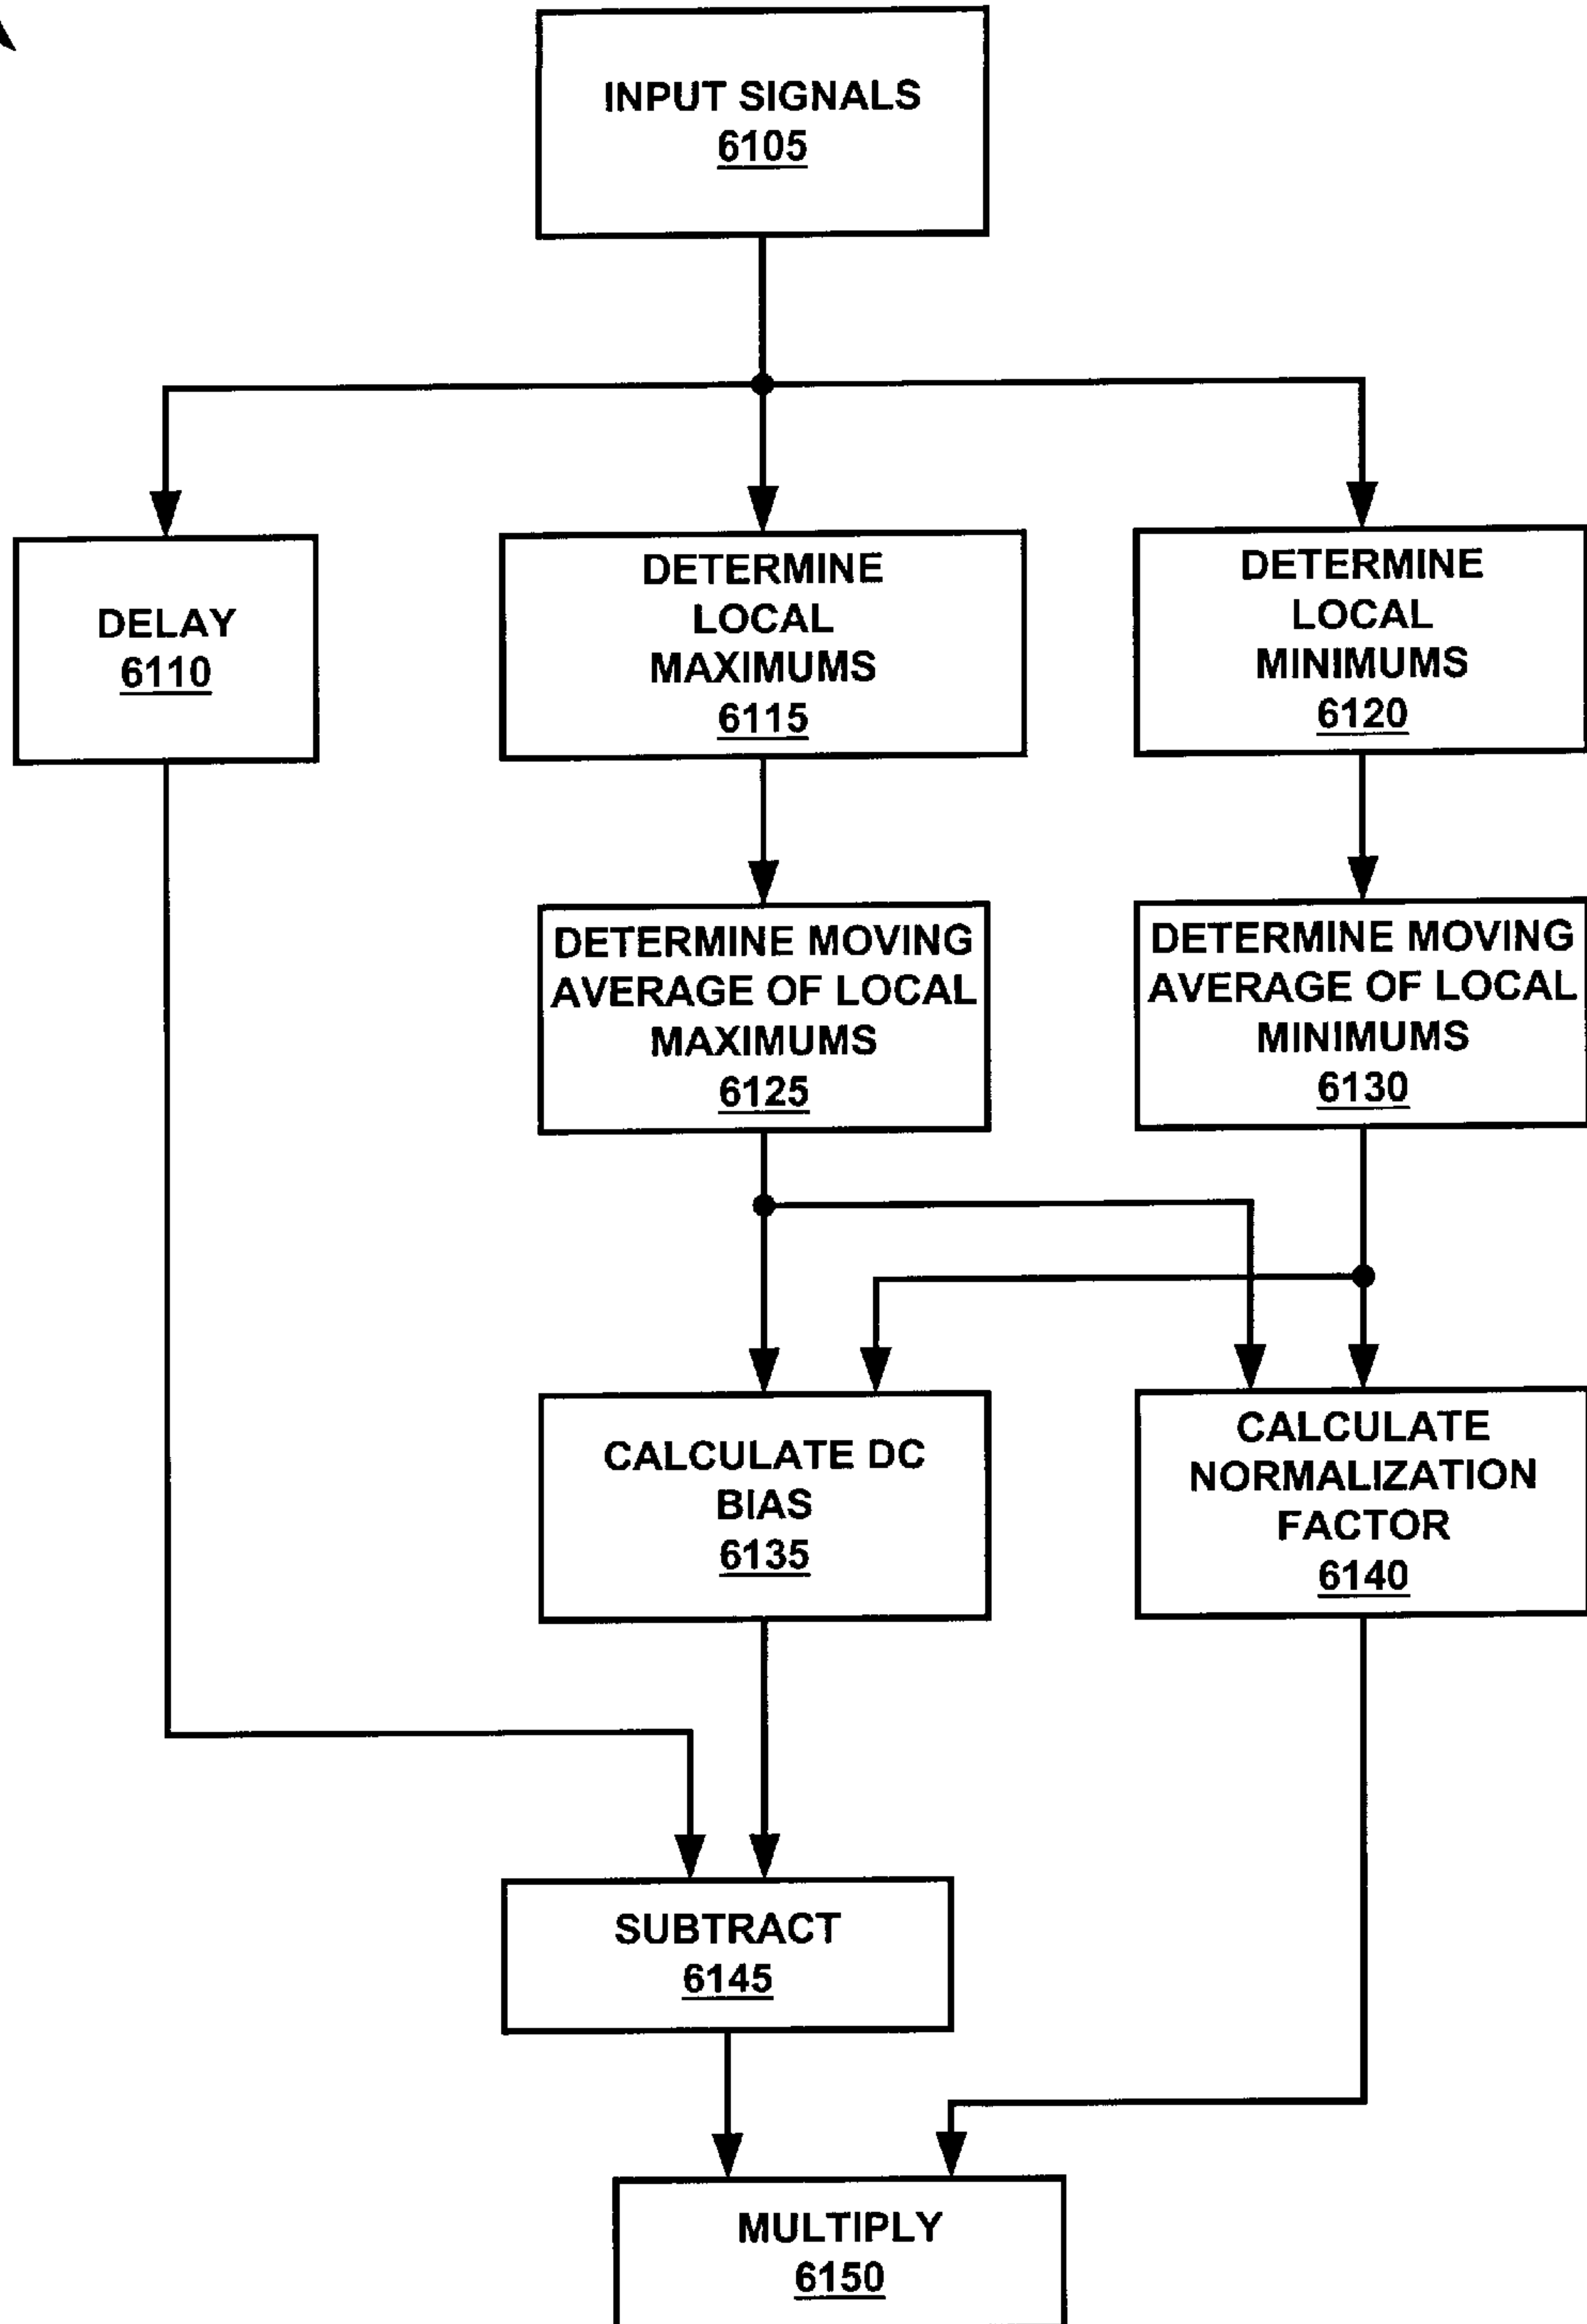 INPUT SIGNALS
6105
DELAY
6110
DETERMINE
LOCAL
MAXIMUMS
6115
DETERMINE
LOCAL
MINIMUMS
6120
DETERMINE MOVING
AVERAGE OF LOCAL
MAXIMUMS
6125
DETERMINE MOVING
AVERAGE OF LOCAL
MINIMUMS
6130
CALCULATE DC
BIAS
6135
CALCULATE
NORMALIZATION
FACTOR
6140
SUBTRACT
6145
MULTIPLY
6150